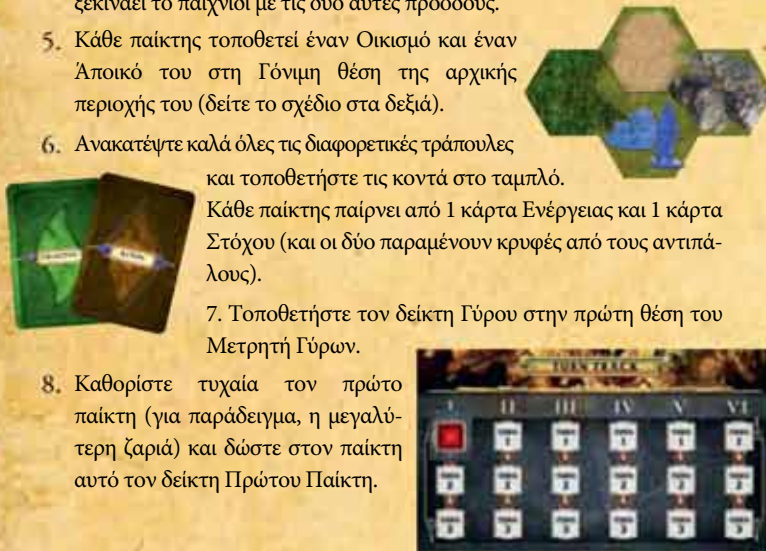 ξεκινάει το παιχνίδι με τις δύο αυτές προόδους.
5. Κάθε παίκτης τοποθετεί έναν Οικισμό και έναν
Άποικό του στη Γόνιμη θέση της αρχικής
περιοχής του (δείτε το σχέδιο στα δεξιά).
6. Ανακατέψτε καλά όλες τις διαφορετικές τράπουλες
και τοποθετήστε τις κοντά στο ταμπλό.
Κάθε παίκτης παίρνει από 1 κάρτα Ενέργειας και 1 κάρτα
Στόχου (και οι δύο παραμένουν κρυφές από τους αντιπά-
λους).
7. Τοποθετήστε τον δείκτη Γύρου στην πρώτη θέση του
Μετρητή Γύρων.
8. Καθορίστε τυχαία τον πρώτο
παίκτη (για παράδειγμα, η μεγαλύ-
τερη ζαριά) και δώστε στον παίκτη
αυτό τον δείκτη Πρώτου Παίκτη.
TURN TRACK
I II III IV V VI